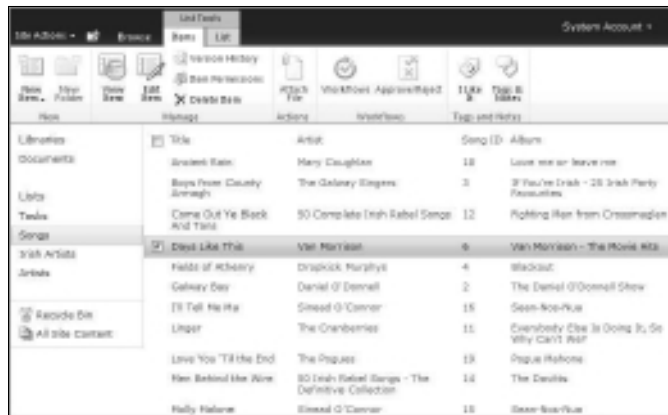 List Tools
Site Actions Browse Items List System Account
New Item New Folder View Item Edit Item Version History Item Permissions Delete Item Attach File Workflows Approve/Reject I Like It Tags & Notes
New Manage Actions Workflows Tags and Notes
Libraries
Documents
Lists
Tasks
Songs
Irish Artists
Artists
Recycle Bin
All Site Content
Title Artist Song ID Album
Ancient Rain Mary Coughlan 18 Love me or leave me
Boys from County Armagh The Galway Singers 3 If You're Irish - 25 Irish Party Favourites
Come Out Ye Black And Tans 50 Complete Irish Rebel Songs 12 Fighting Men from Crossmaglen
Days Like This Van Morrison 6 Van Morrison - The Movie Hits
Fields of Athenry Dropkick Murphys 4 Blackout
Galway Bay Daniel O'Donnell 2 The Daniel O'Donnell Show
I'll Tell Me Ma Sinead O'Connor 15 Sean-Nos-Nua
Linger The Cranberries 11 Everybody Else Is Doing It, So Why Can't We?
Love You 'Till the End The Pogues 19 Pogue Mahone
Men Behind the Wire 50 Irish Rebel Songs - The Definitive Collection 14 The
Molly Malone Sinead O'Connor Sean-Nos-Nua